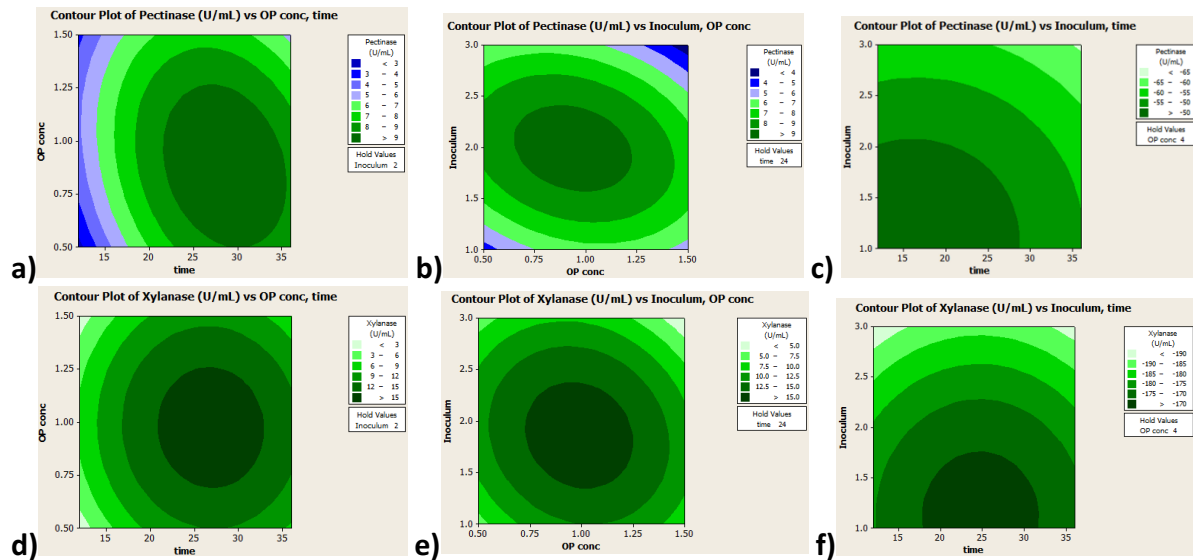 Contour Plot of Pectinase (U/mL) vs OP conc, time
1.50
1.25
1.00
0.75
0.50
OP conc
15 20 25 30 35
time
Pectinase
(U/mL)
< 3
3 – 4
4 – 5
5 – 6
6 – 7
7 – 8
8 – 9
> 9
Hold Values
Inoculum 2
a)
Contour Plot of Pectinase (U/mL) vs Inoculum, OP conc
3.0
2.5
2.0
1.5
1.0
Inoculum
0.50 0.75 1.00 1.25 1.50
OP conc
Pectinase
(U/mL)
< 4
4 – 5
5 – 6
6 – 7
7 – 8
8 – 9
> 9
Hold Values
time 24
b)
Contour Plot of Pectinase (U/mL) vs Inoculum, time
3.0
2.5
2.0
1.5
1.0
Inoculum
15 20 25 30 35
time
Pectinase
(U/mL)
< -65
-65 – -60
-60 – -55
-55 – -50
> -50
Hold Values
OP conc 4
c)
Contour Plot of Xylanase (U/mL) vs OP conc, time
1.50
1.25
1.00
0.75
0.50
OP conc
15 20 25 30 35
time
Xylanase
(U/mL)
< 3
3 – 6
6 – 9
9 – 12
12 – 15
> 15
Hold Values
Inoculum 2
d)
Contour Plot of Xylanase (U/mL) vs Inoculum, OP conc
3.0
2.5
2.0
1.5
1.0
Inoculum
0.50 0.75 1.00 1.25 1.50
OP conc
Xylanase
(U/mL)
< 5.0
5.0 – 7.5
7.5 – 10.0
10.0 – 12.5
12.5 – 15.0
> 15.0
Hold Values
time 24
e)
Contour Plot of Xylanase (U/mL) vs Inoculum, time
3.0
2.5
2.0
1.5
1.0
Inoculum
15 20 25 30 35
time
Xylanase
(U/mL)
< -190
-190 – -185
-185 – -180
-180 – -175
-175 – -170
> -170
Hold Values
OP conc 4
f)